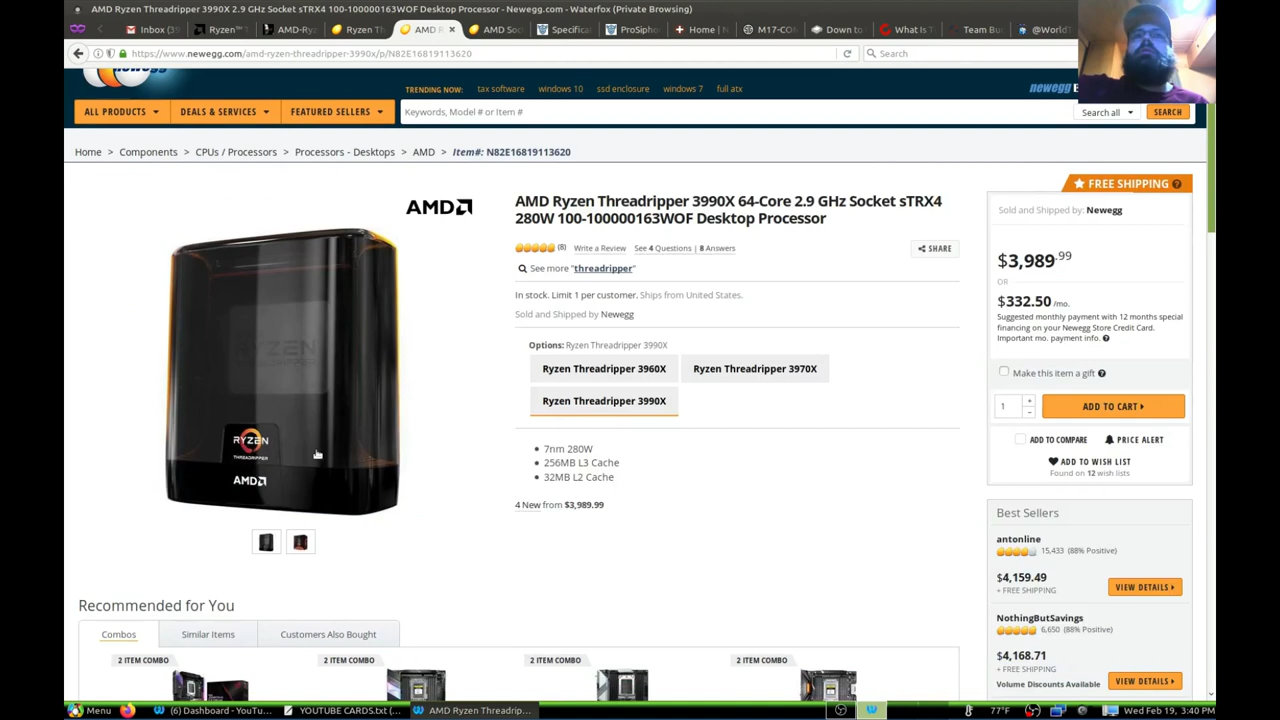 AMD Ryzen Threadripper 3990X 2.9 GHz Socket sTRX4 100-100000163WOF Desktop Processor - Newegg.com - Waterfox (Private Browsing)
Inbox (3 Ryzen™ AMD-Ry Ryzen Th AMD R AMD Soc Specifica ProSipho Home | N M17-CO Down to What Is T Team Bu @World
https://www.newegg.com/amd-ryzen-threadripper-3990x/p/N82E16819113620 Search
newegg TRENDING NOW: tax software windows 10 ssd enclosure windows 7 full atx newegg
ALL PRODUCTS DEALS & SERVICES FEATURED SELLERS Keywords, Model # or Item # Search all SEARCH
Home > Components > CPUs / Processors > Processors - Desktops > AMD > Item#: N82E16819113620
FREE SHIPPING
AMD
AMD Ryzen Threadripper 3990X 64-Core 2.9 GHz Socket sTRX4
280W 100-100000163WOF Desktop Processor
(8) Write a Review See 4 Questions | 8 Answers SHARE
See more "threadripper"
In stock. Limit 1 per customer. Ships from United States.
Sold and Shipped by Newegg
Options: Ryzen Threadripper 3990X
Ryzen Threadripper 3960X Ryzen Threadripper 3970X
Ryzen Threadripper 3990X
7nm 280W
256MB L3 Cache
32MB L2 Cache
4 New from $3,989.99
RYZEN
RYZEN
THREADRIPPER
AMD
Sold and Shipped by: Newegg
$3,989.99
OR
$332.50 /mo.
Suggested monthly payment with 12 months special
financing on your Newegg Store Credit Card.
Important mo. payment info.
Make this item a gift
1 + - ADD TO CART
ADD TO COMPARE PRICE ALERT
ADD TO WISH LIST
Found on 12 wish lists
Best Sellers
antonline
15,433 (88% Positive)
$4,159.49
+ FREE SHIPPING VIEW DETAILS
NothingButSavings
6,650 (88% Positive)
$4,168.71
+ FREE SHIPPING
Volume Discounts Available VIEW DETAILS
Recommended for You
Combos Similar Items Customers Also Bought
2 ITEM COMBO 2 ITEM COMBO 2 ITEM COMBO 2 ITEM COMBO
Menu (6) Dashboard - YouTu... YOUTUBE CARDS.txt (... AMD Ryzen Threadrip... 77°F Wed Feb 19, 3:40 PM